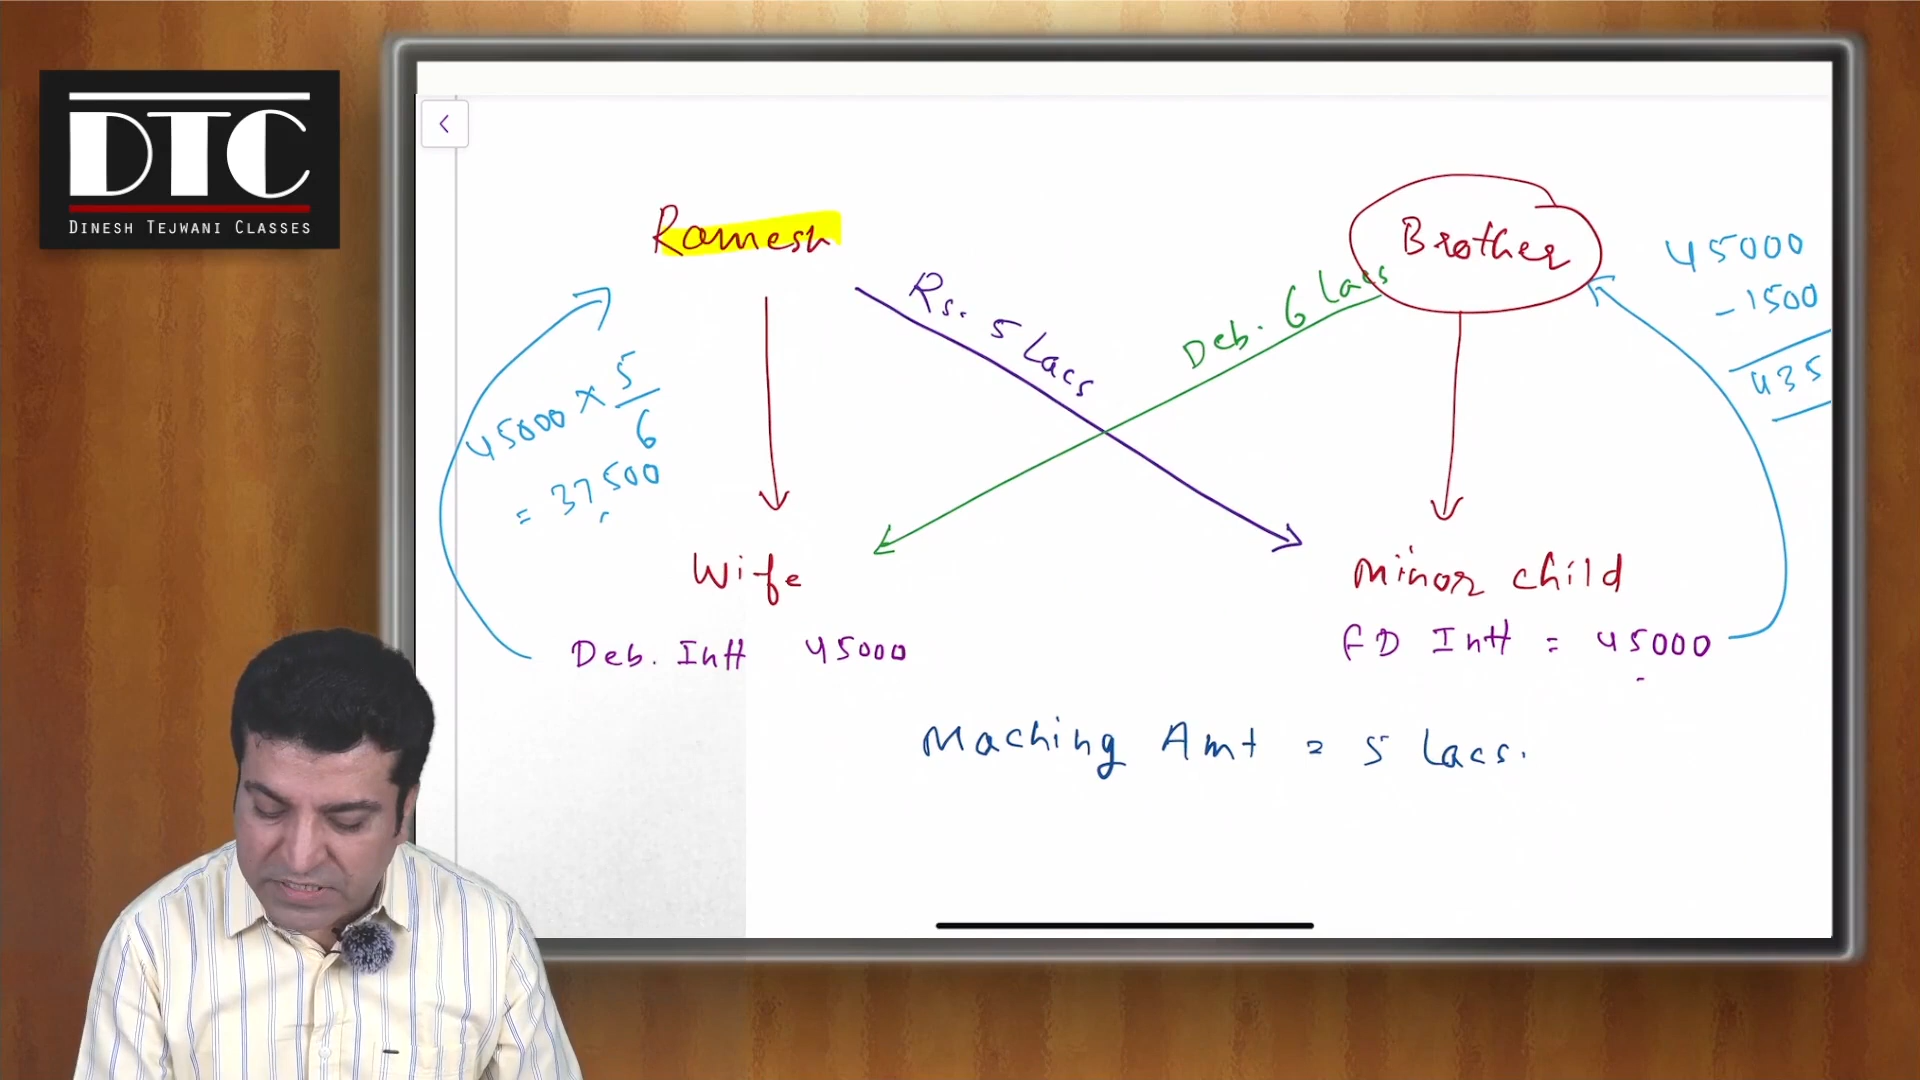 DTC
DINESH TEJWANI CLASSES
Ramesh
Brother
45000
- 1500
435
Rs. 5 Lacs
Deb. 6 Lacs
45000 × 5/6
= 37500
Wife
Minor child
Deb. Intt 45000
FD Intt = 45000
Maching Amt = 5 Lacs.